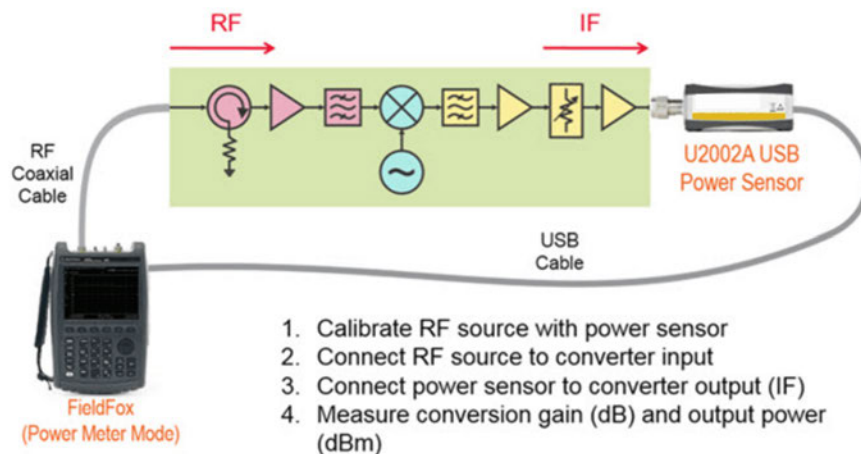 RF
IF
RF
Coaxial
Cable
U2002A USB
Power Sensor
USB
Cable
FieldFox
(Power Meter Mode)
1. Calibrate RF source with power sensor
2. Connect RF source to converter input
3. Connect power sensor to converter output (IF)
4. Measure conversion gain (dB) and output power
(dBm)